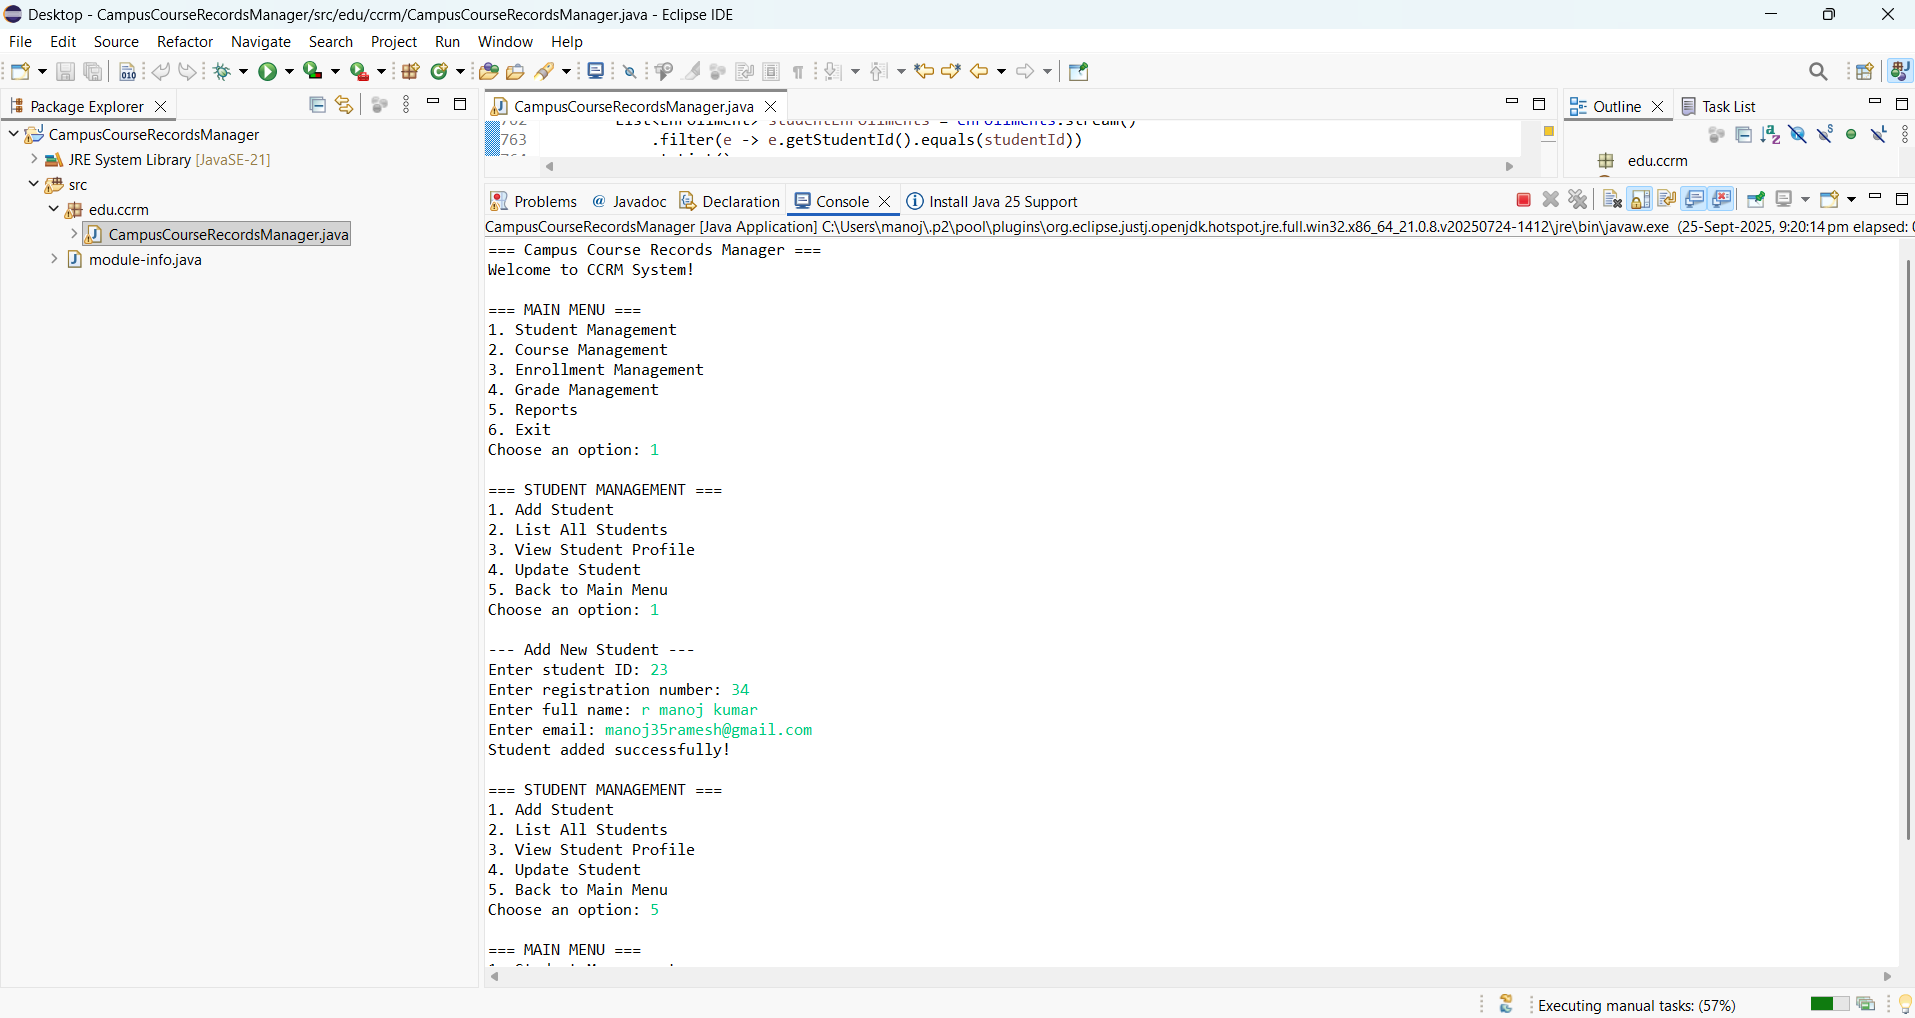 Desktop - CampusCourseRecordsManager/src/edu/ccrm/CampusCourseRecordsManager.java - Eclipse IDE
File Edit Source Refactor Navigate Search Project Run Window Help
Package Explorer
CampusCourseRecordsManager
JRE System Library [JavaSE-21]
src
edu.ccrm
CampusCourseRecordsManager.java
module-info.java
CampusCourseRecordsManager.java
763 .filter(e -> e.getStudentId().equals(studentId))
Outline Task List
edu.ccrm
Problems @ Javadoc Declaration Console Install Java 25 Support
CampusCourseRecordsManager [Java Application] C:\Users\manoj\.p2\pool\plugins\org.eclipse.justj.openjdk.hotspot.jre.full.win32.x86_64_21.0.8.v20250724-1412\jre\bin\javaw.exe (25-Sept-2025, 9:20:14 pm elapsed:
=== Campus Course Records Manager ===
Welcome to CCRM System!
=== MAIN MENU ===
1. Student Management
2. Course Management
3. Enrollment Management
4. Grade Management
5. Reports
6. Exit
Choose an option: 1
=== STUDENT MANAGEMENT ===
1. Add Student
2. List All Students
3. View Student Profile
4. Update Student
5. Back to Main Menu
Choose an option: 1
--- Add New Student ---
Enter student ID: 23
Enter registration number: 34
Enter full name: r manoj kumar
Enter email: manoj35ramesh@gmail.com
Student added successfully!
=== STUDENT MANAGEMENT ===
1. Add Student
2. List All Students
3. View Student Profile
4. Update Student
5. Back to Main Menu
Choose an option: 5
=== MAIN MENU ===
Executing manual tasks: (57%)